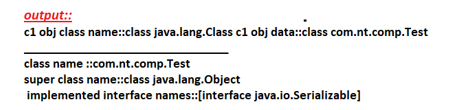 output::
c1 obj class name::class java.lang.Class c1 obj data::class com.nt.comp.Test
class name ::com.nt.comp.Test
super class name::class java.lang.Object
implemented interface names::[interface java.io.Serializable]